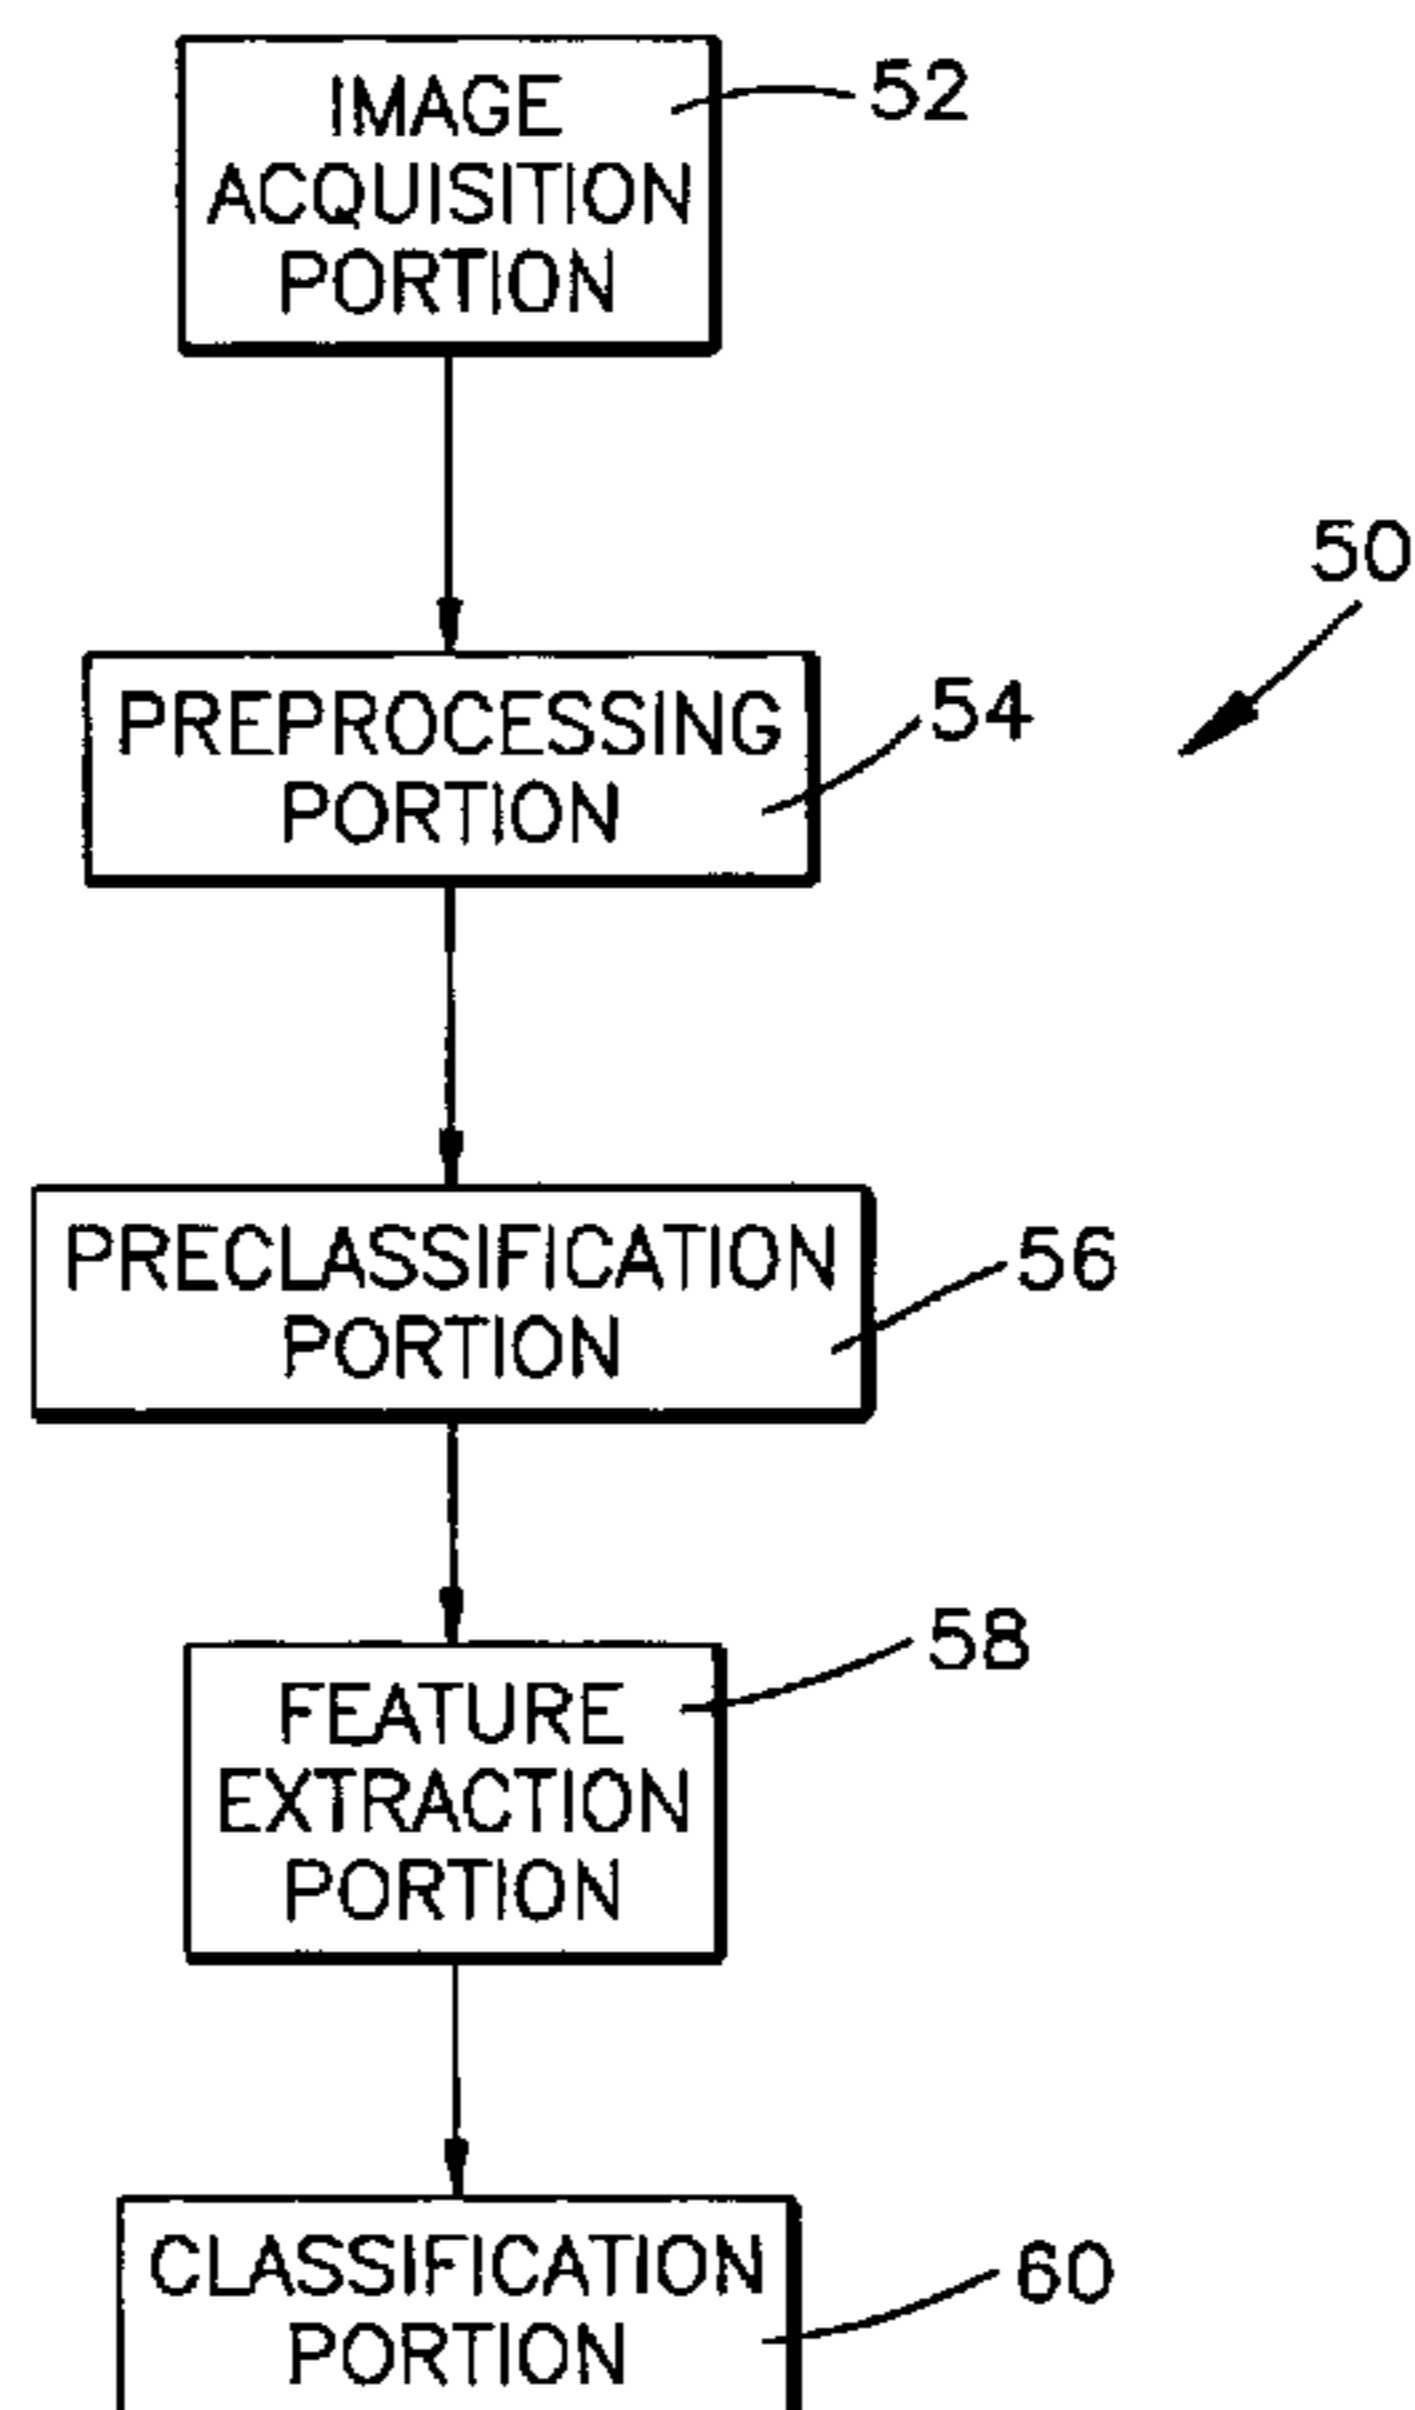 IMAGE
ACQUISITION
PORTION
52
50
PREPROCESSING
PORTION
54
PRECLASSIFICATION
PORTION
56
FEATURE
EXTRACTION
PORTION
58
CLASSIFICATION
PORTION
60